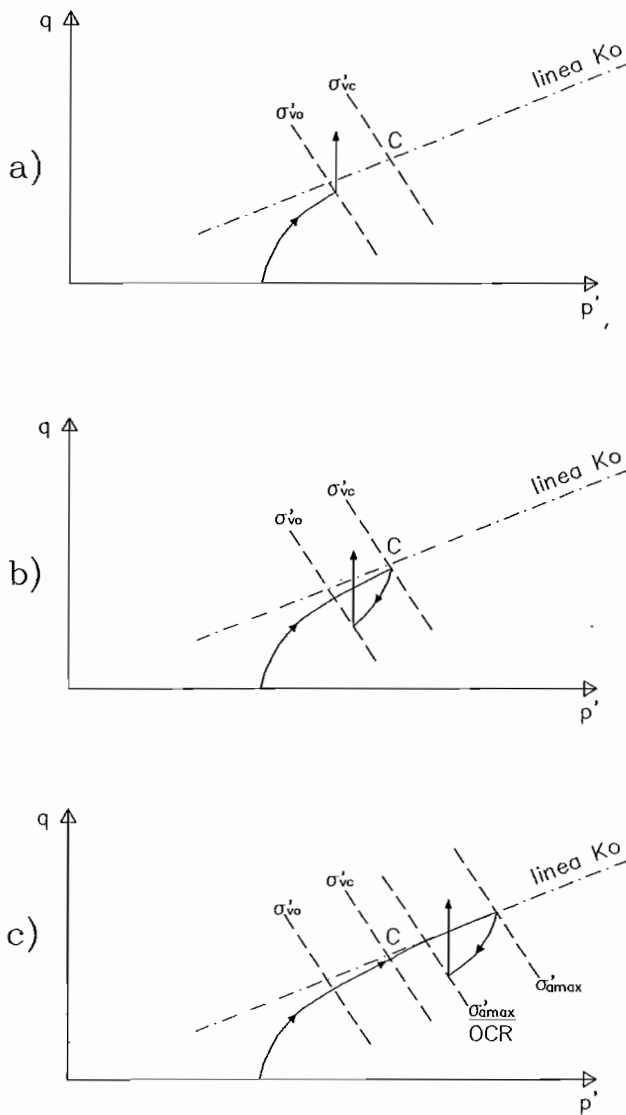 q
linea Ko
σ'vc
σ'vo
C
a)
p',
q
linea Ko
σ'vc
σ'vo
C
b)
p'
q
linea Ko
σ'vc
σ'vo
C
c)
σ'amax
σ'amax
OCR
p'